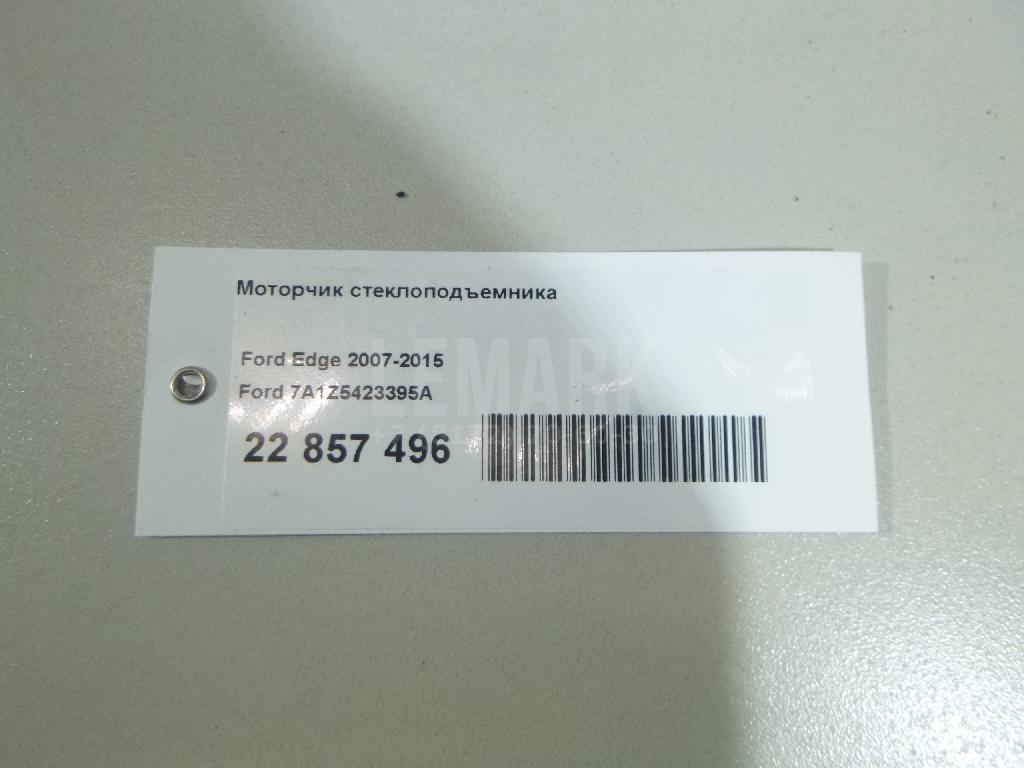 Моторчик стеклоподъемника
Ford Edge 2007-2015
Ford 7A1Z5423395A
LEMARK
22 857 496